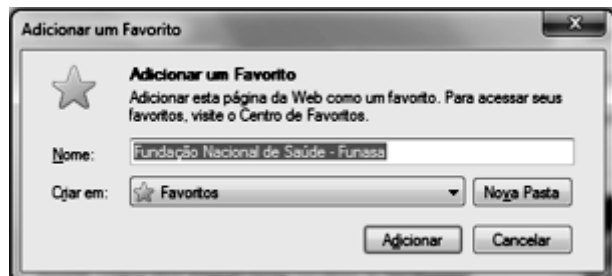 Adicionar um Favorito
Adicionar um Favorito
Adicionar esta página da Web como um favorito. Para acessar seus
favoritos, visite o Centro de Favoritos.
Nome: Fundação Nacional de Saúde - Funasa
Criar em: Favoritos Nova Pasta
Adicionar Cancelar